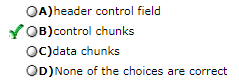 A)header control field
B)control chunks
C)data chunks
D)None of the choices are correct